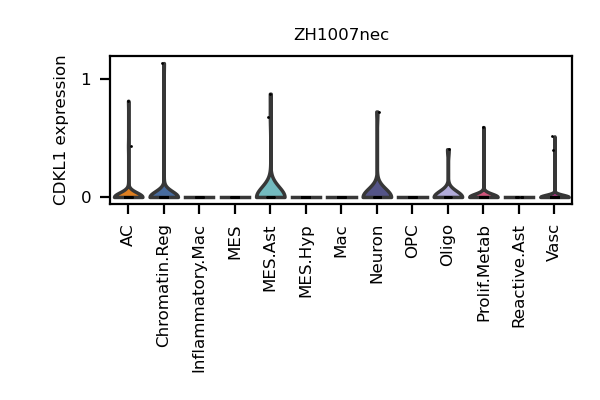 ZH1007nec
CDKL1 expression
1
0
AC
Chromatin.Reg
Inflammatory.Mac
MES
MES.Ast
MES.Hyp
Mac
Neuron
OPC
Oligo
Prolif.Metab
Reactive.Ast
Vasc